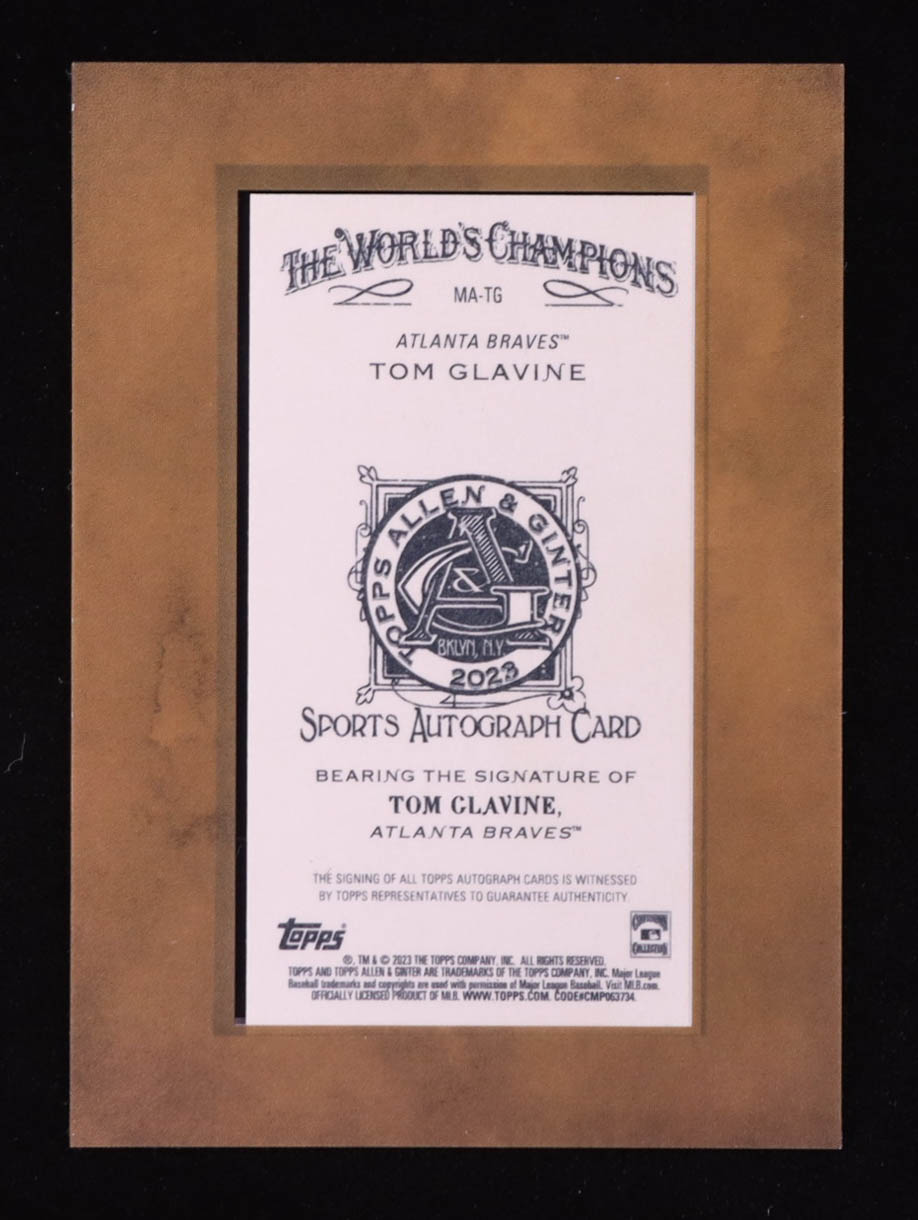 THE WORLD'S CHAMPIONS
MA-TG
ATLANTA BRAVES™
TOM GLAVINE
TOPPS ALLEN & GINTER
A&G
BKLYN, N.Y.
2023
SPORTS AUTOGRAPH CARD
BEARING THE SIGNATURE OF
TOM GLAVINE,
ATLANTA BRAVES™
THE SIGNING OF ALL TOPPS AUTOGRAPH CARDS IS WITNESSED
BY TOPPS REPRESENTATIVES TO GUARANTEE AUTHENTICITY
topps®
COOPERSTOWN
COLLECTION
®, TM & © 2023 THE TOPPS COMPANY, INC. ALL RIGHTS RESERVED.
TOPPS AND TOPPS ALLEN & GINTER ARE TRADEMARKS OF THE TOPPS COMPANY, INC. Major League
Baseball trademarks and copyrights are used with permission of Major League Baseball. Visit MLB.com.
OFFICIALLY LICENSED PRODUCT OF MLB. WWW.TOPPS.COM. CODE#CMP063734.